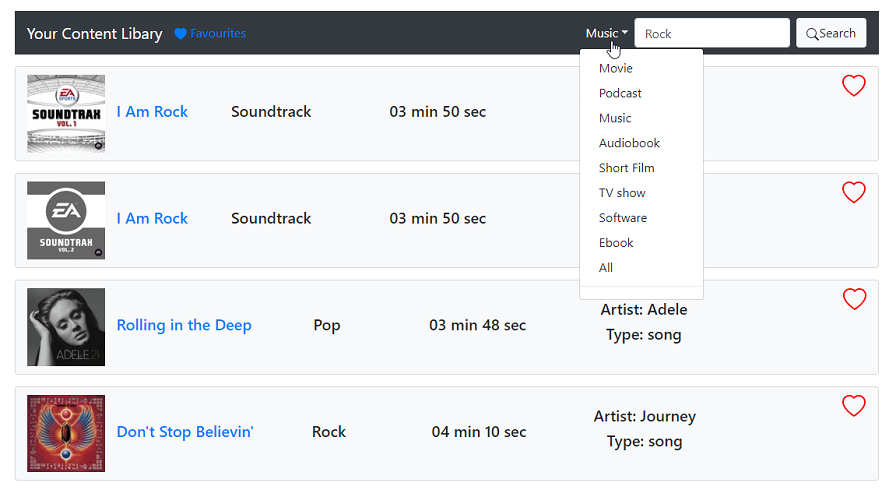 Your Content Libary Favourites Music Rock Search
Movie
Podcast
Music
Audiobook
Short Film
TV show
Software
Ebook
All
EA
SPORTS
SOUNDTRAX
VOL. 1
I Am Rock Soundtrack 03 min 50 sec
EA
SOUNDTRAX
VOL. 2
I Am Rock Soundtrack 03 min 50 sec
ADELE 21
Rolling in the Deep Pop 03 min 48 sec
Artist: Adele
Type: song
Don't Stop Believin' Rock 04 min 10 sec
Artist: Journey
Type: song